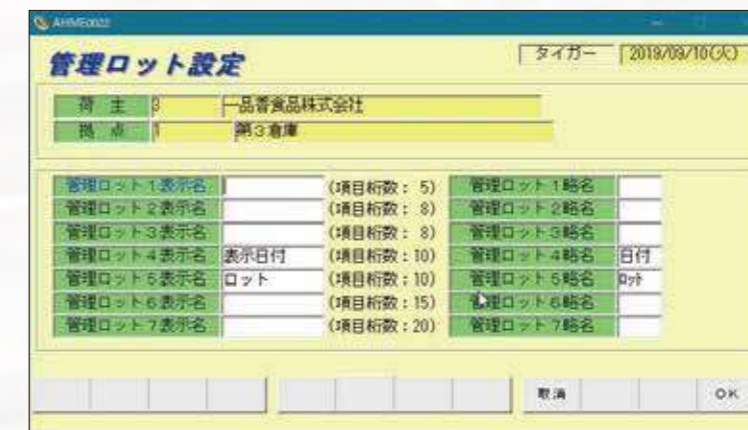 AHME0022
管理ロット設定
タイガー 2019/09/10(火)
荷 主 3 一品香食品株式会社
拠 点 1 第3倉庫
管理ロット1表示名 (項目桁数: 5) 管理ロット1略名
管理ロット2表示名 (項目桁数: 8) 管理ロット2略名
管理ロット3表示名 (項目桁数: 8) 管理ロット3略名
管理ロット4表示名 表示日付 (項目桁数:10) 管理ロット4略名 日付
管理ロット5表示名 ロット (項目桁数:10) 管理ロット5略名 ロット
管理ロット6表示名 (項目桁数:15) 管理ロット6略名
管理ロット7表示名 (項目桁数:20) 管理ロット7略名
取消 OK